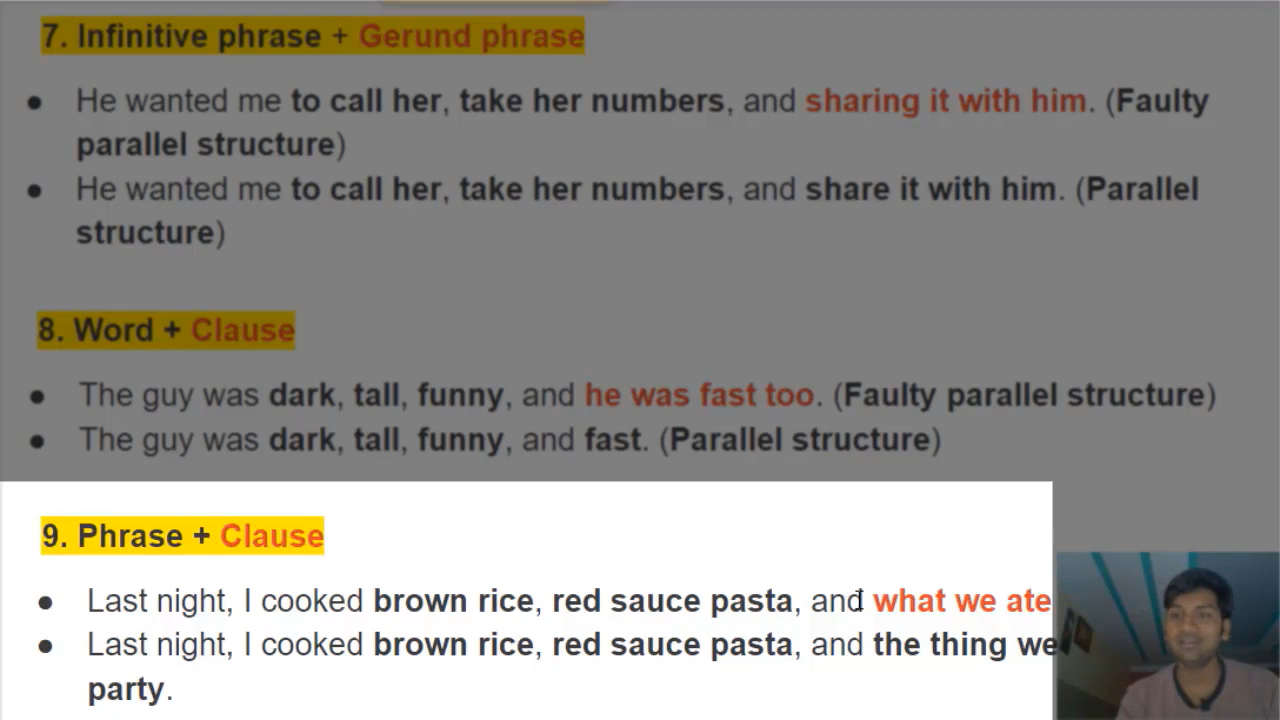 7. Infinitive phrase + Gerund phrase
● He wanted me to call her, take her numbers, and sharing it with him. (Faulty
parallel structure)
● He wanted me to call her, take her numbers, and share it with him. (Parallel
structure)
8. Word + Clause
● The guy was dark, tall, funny, and he was fast too. (Faulty parallel structure)
● The guy was dark, tall, funny, and fast. (Parallel structure)
9. Phrase + Clause
● Last night, I cooked brown rice, red sauce pasta, and what we ate
● Last night, I cooked brown rice, red sauce pasta, and the thing we
party.